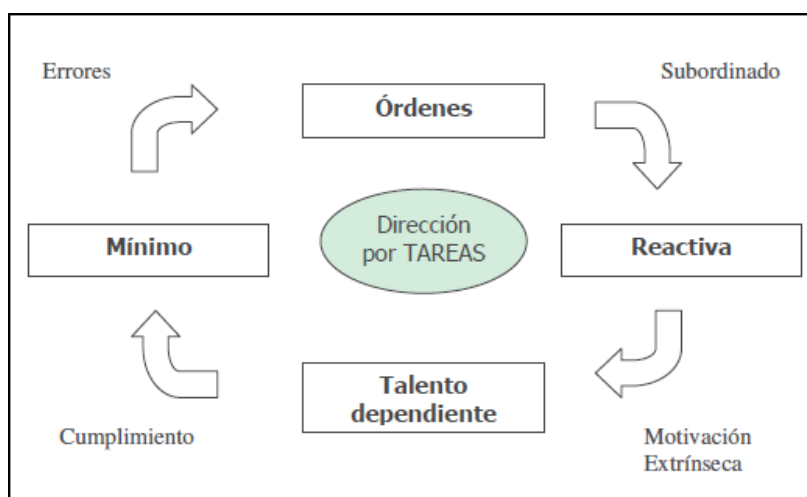 Errores
Subordinado
Órdenes
Mínimo
Dirección
por TAREAS
Reactiva
Talento
dependiente
Cumplimiento
Motivación
Extrínseca